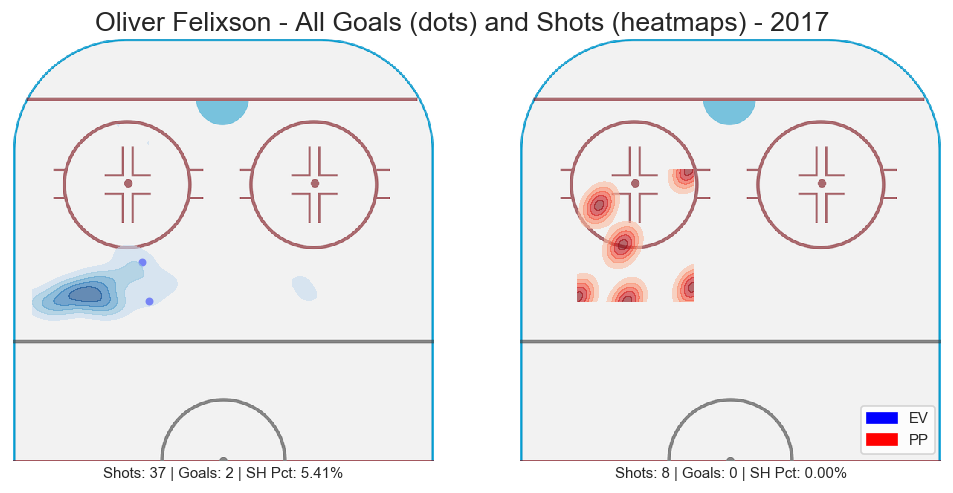 Oliver Felixson - All Goals (dots) and Shots (heatmaps) - 2017
EV
PP
Shots: 37 | Goals: 2 | SH Pct: 5.41%
Shots: 8 | Goals: 0 | SH Pct: 0.00%